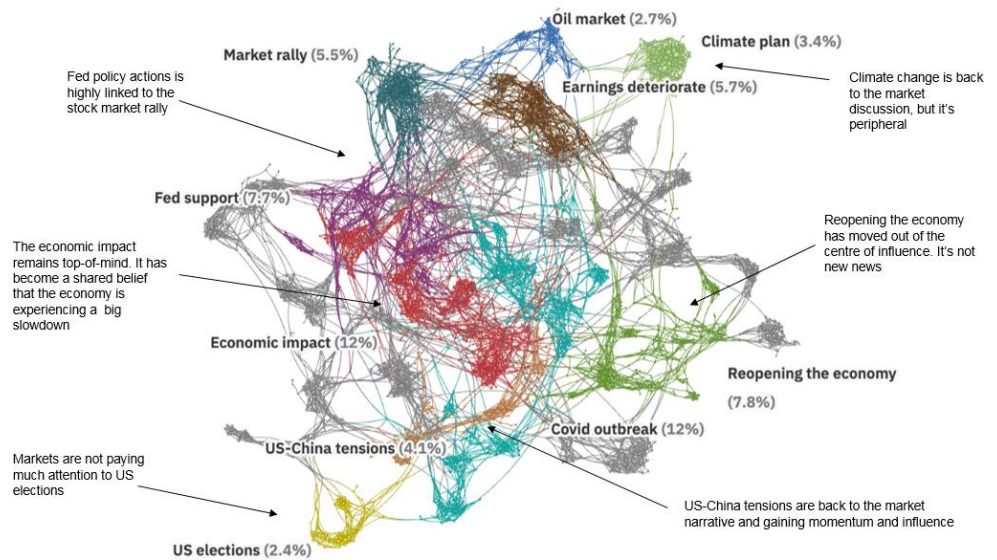 Oil market (2.7%)
Climate plan (3.4%)
Market rally (5.5%)
Fed policy actions is
highly linked to the
stock market rally
Earnings deteriorate (5.7%)
Climate change is back
to the market
discussion, but it's
peripheral
Fed support (7.7%)
Reopening the economy
has moved out of the
centre of influence. It's not
new news
The economic impact
remains top-of-mind. It has
become a shared belief
that the economy is
experiencing a  big
slowdown
Economic impact (12%)
Reopening the economy
(7.8%)
Covid outbreak (12%)
US-China tensions (4.1%)
Markets are not paying
much attention to US
elections
US-China tensions are back to the market
narrative and gaining momentum and influence
US elections (2.4%)